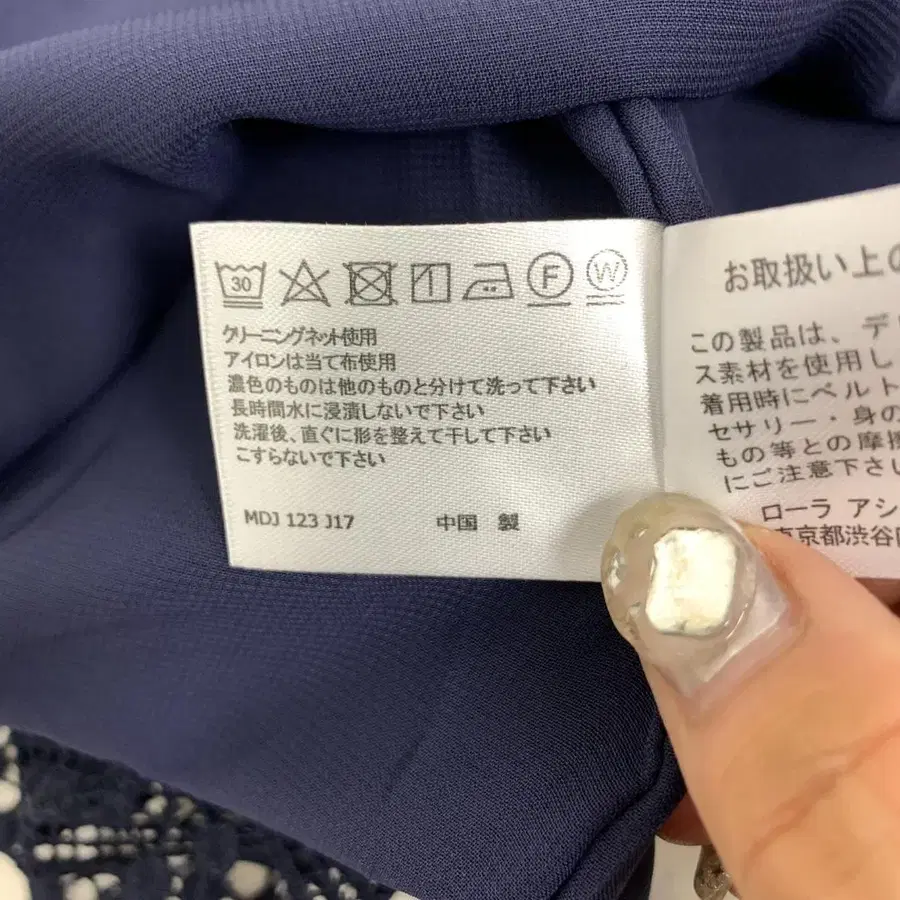 30 F W
クリーニングネット使用
アイロンは当て布使用
濃色のものは他のものと分けて洗って下さい
長時間水に浸漬しないで下さい
洗濯後、直ぐに形を整えて干して下さい
こすらないで下さい
MDJ 123 J17 中国 製
お取扱い上の
この製品は、デリ
ス素材を使用し
着用時にベルト
セサリー・身の
もの等との摩擦
にご注意下さい
ローラ アシ
東京都渋谷区